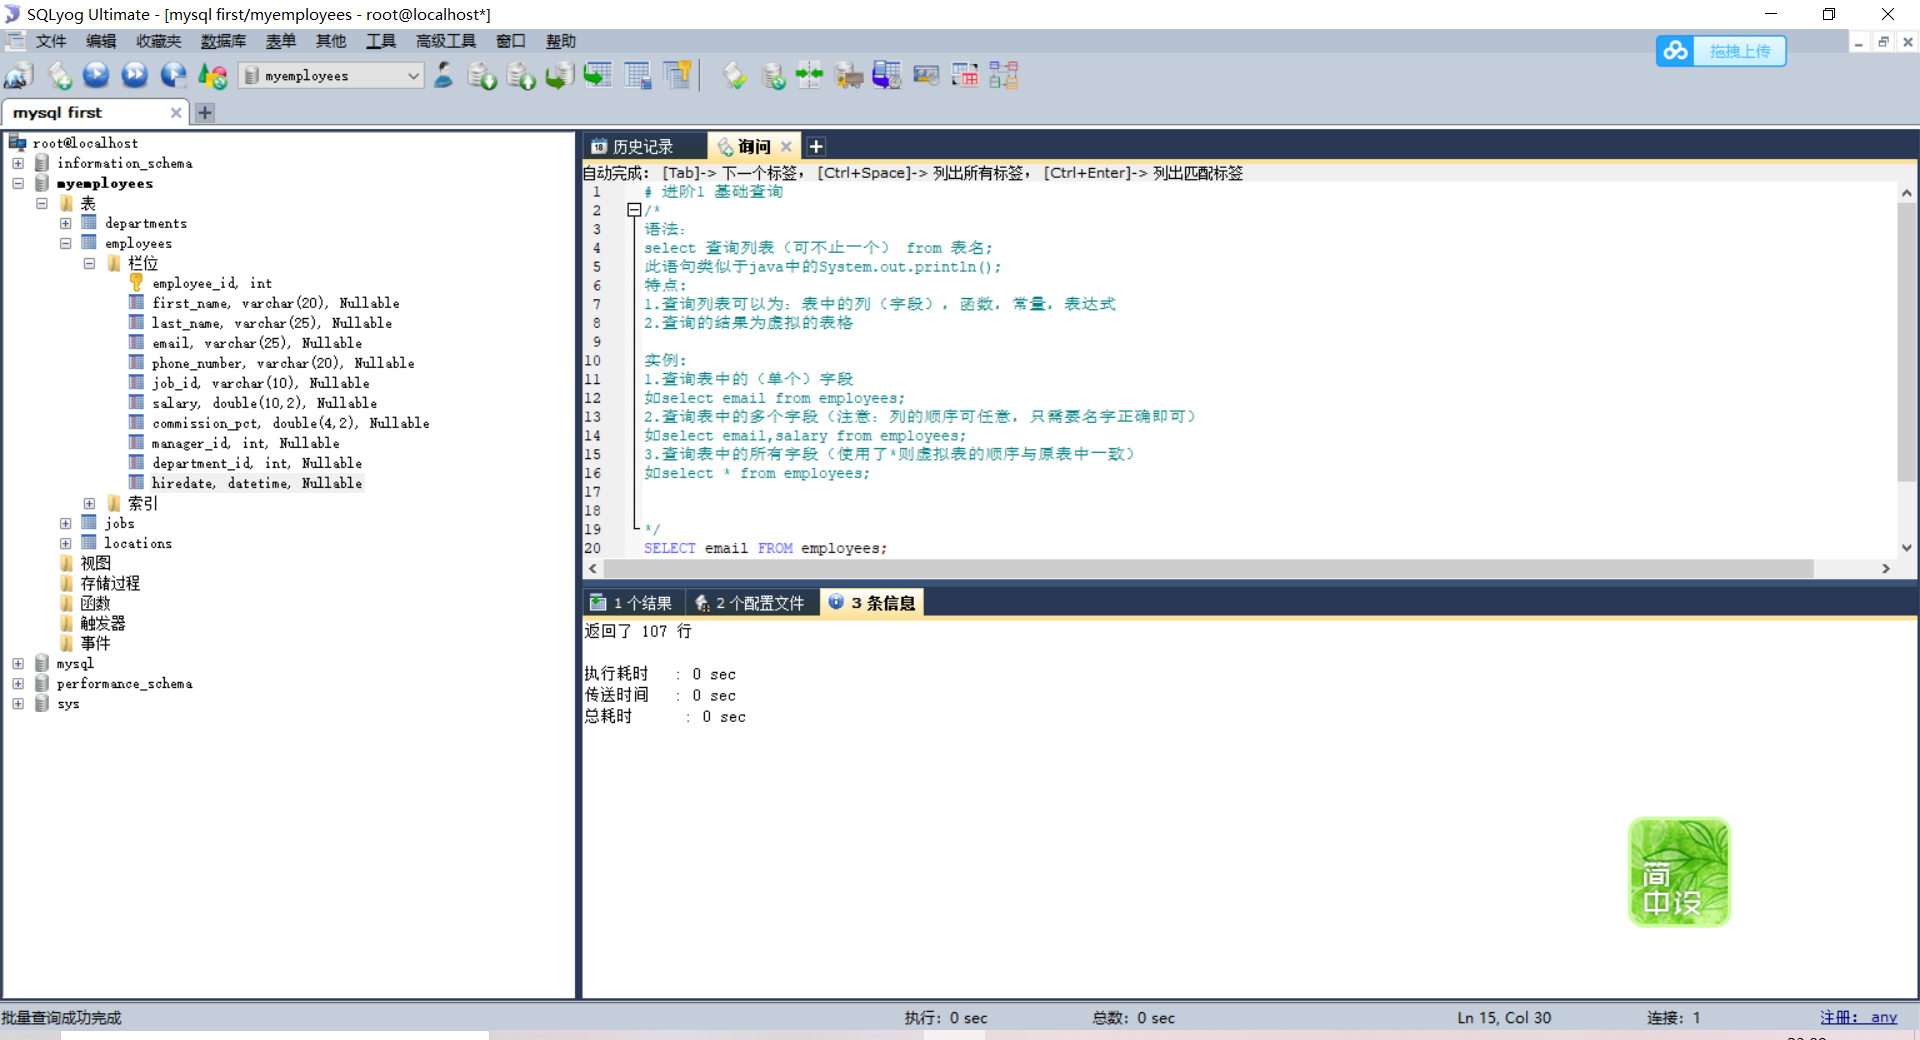 SQLyog Ultimate - [mysql first/myemployees - root@localhost*]
文件 编辑 收藏夹 数据库 表单 其他 工具 高级工具 窗口 帮助
拖拽上传
myemployees
mysql first
root@localhost
information_schema
myemployees
表
departments
employees
栏位
employee_id, int
first_name, varchar(20), Nullable
last_name, varchar(25), Nullable
email, varchar(25), Nullable
phone_number, varchar(20), Nullable
job_id, varchar(10), Nullable
salary, double(10,2), Nullable
commission_pct, double(4,2), Nullable
manager_id, int, Nullable
department_id, int, Nullable
hiredate, datetime, Nullable
索引
jobs
locations
视图
存储过程
函数
触发器
事件
mysql
performance_schema
sys
历史记录 询问
自动完成: [Tab]-> 下一个标签, [Ctrl+Space]-> 列出所有标签, [Ctrl+Enter]-> 列出匹配标签
1 # 进阶1 基础查询
2 /*
3 语法:
4 select 查询列表（可不止一个） from 表名;
5 此语句类似于java中的System.out.println();
6 特点:
7 1.查询列表可以为: 表中的列（字段）, 函数, 常量, 表达式
8 2.查询的结果为虚拟的表格
9
10 实例:
11 1.查询表中的（单个）字段
12 如select email from employees;
13 2.查询表中的多个字段（注意: 列的顺序可任意, 只需要名字正确即可）
14 如select email,salary from employees;
15 3.查询表中的所有字段（使用了*则虚拟表的顺序与原表中一致）
16 如select * from employees;
17
18
19 */
20 SELECT email FROM employees;
1 个结果 2 个配置文件 3 条信息
返回了 107 行
执行耗时 : 0 sec
传送时间 : 0 sec
总耗时 : 0 sec
简
中设
批量查询成功完成 执行: 0 sec 总数: 0 sec Ln 15, Col 30 连接: 1 注册: any